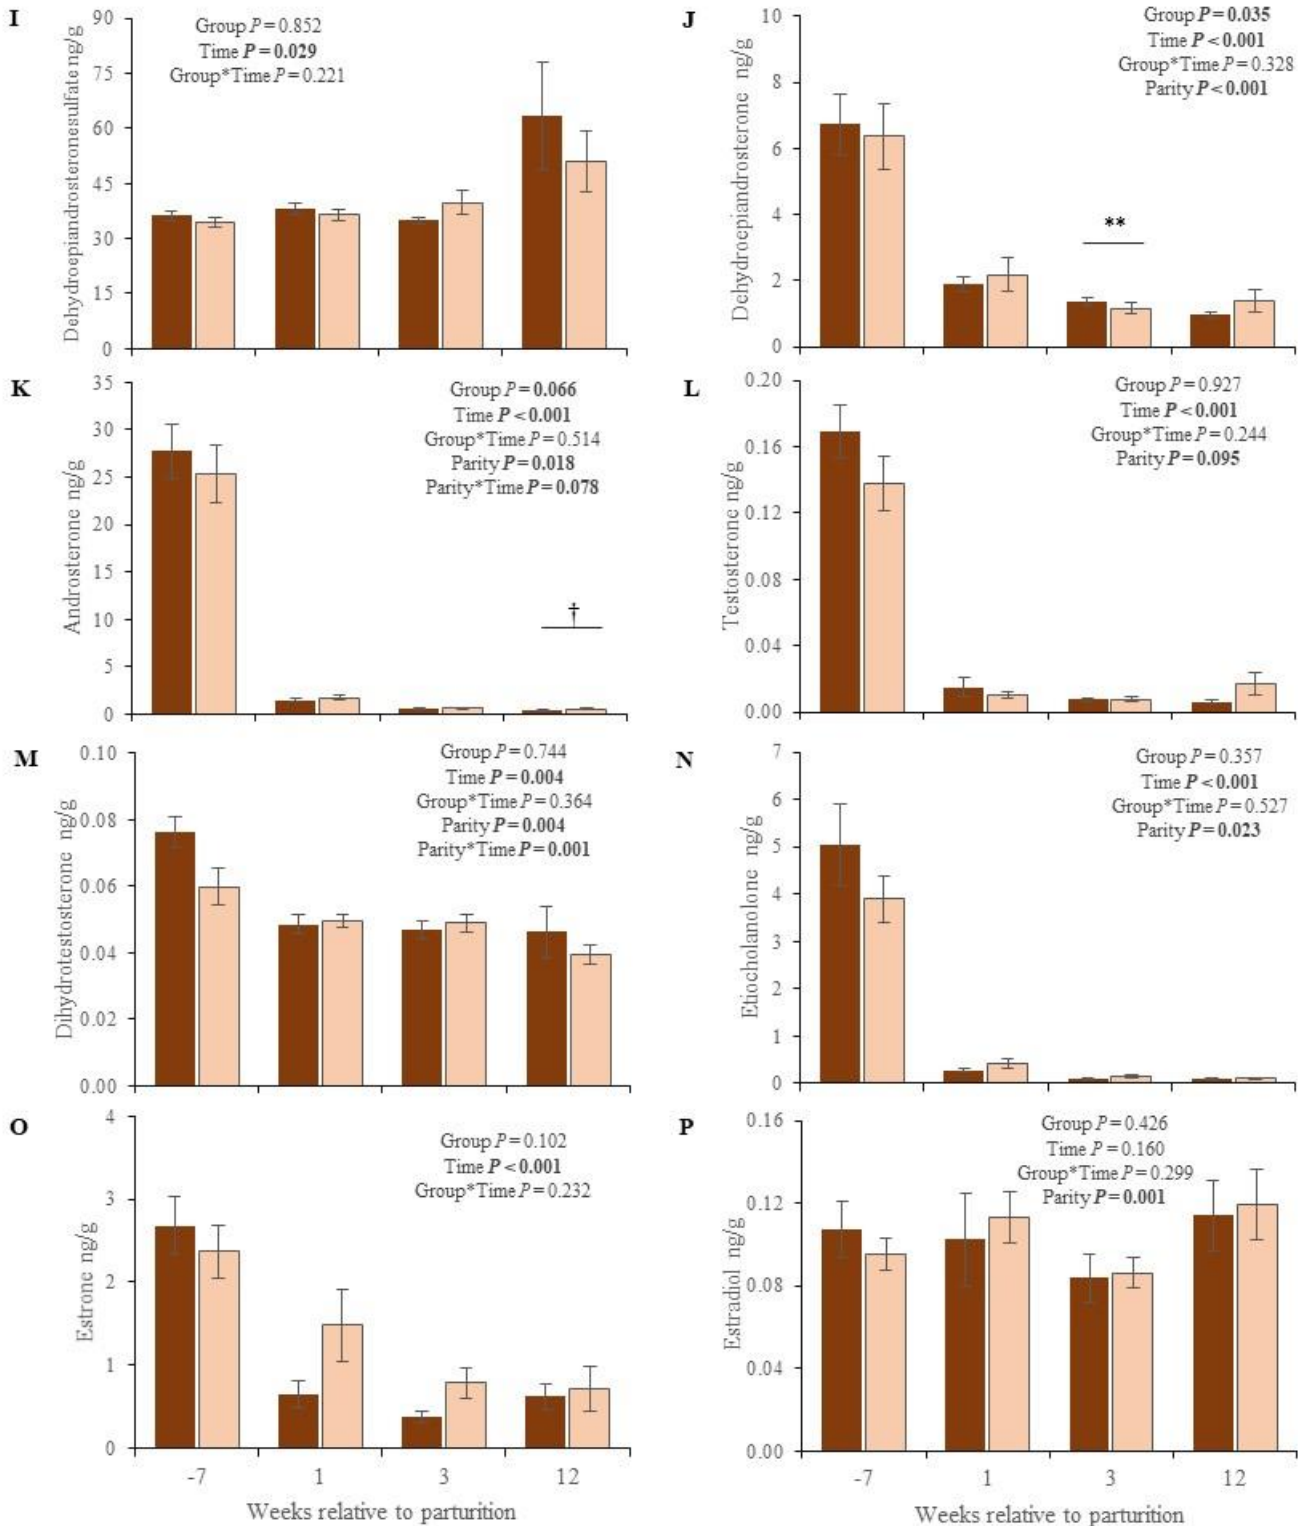 I
Dehydroepiandrosteronesulfate ng/g
90
75
60
45
30
15
0
Group P = 0.852
Time P = 0.029
Group*Time P = 0.221
J
Dehydroepiandrosterone ng/g
10
8
6
4
2
0
Group P = 0.035
Time P < 0.001
Group*Time P = 0.328
Parity P < 0.001
**
K
Androsterone ng/g
35
30
25
20
15
10
5
0
Group P = 0.066
Time P < 0.001
Group*Time P = 0.514
Parity P = 0.018
Parity*Time P = 0.078
†
L
Testosterone ng/g
0.20
0.16
0.12
0.08
0.04
0.00
Group P = 0.927
Time P < 0.001
Group*Time P = 0.244
Parity P = 0.095
M
Dihydrotestosterone ng/g
0.10
0.08
0.06
0.04
0.02
0.00
Group P = 0.744
Time P = 0.004
Group*Time P = 0.364
Parity P = 0.004
Parity*Time P = 0.001
N
Etiocholanolone ng/g
7
6
5
4
3
2
1
0
Group P = 0.357
Time P < 0.001
Group*Time P = 0.527
Parity P = 0.023
O
Estrone ng/g
4
3
2
1
0
Group P = 0.102
Time P < 0.001
Group*Time P = 0.232
-7 1 3 12
Weeks relative to parturition
P
Estradiol ng/g
0.16
0.12
0.08
0.04
0.00
Group P = 0.426
Time P = 0.160
Group*Time P = 0.299
Parity P = 0.001
-7 1 3 12
Weeks relative to parturition